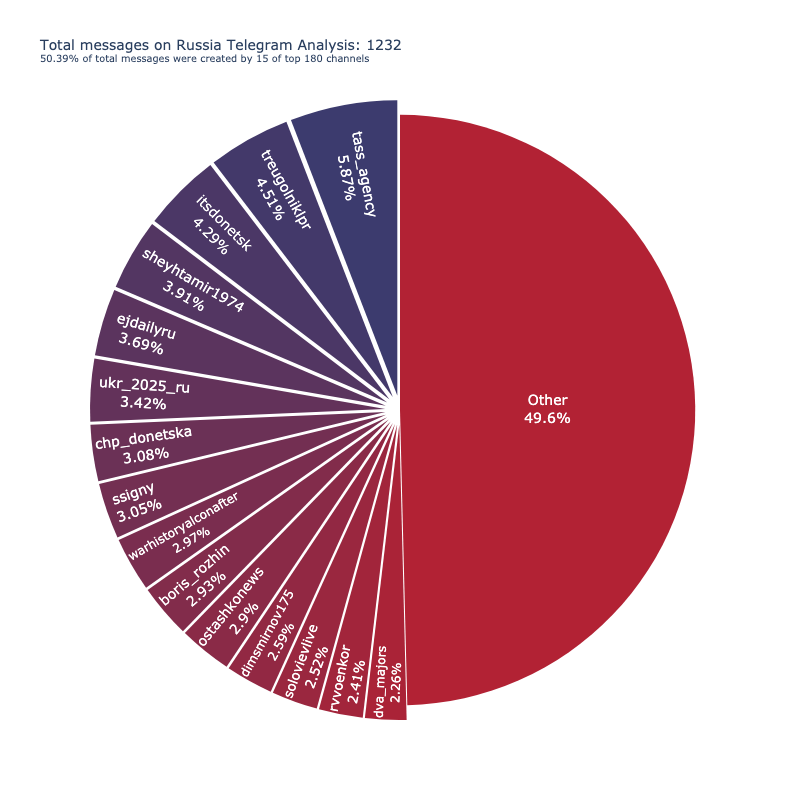 Total messages on Russia Telegram Analysis: 1232
50.39% of total messages were created by 15 of top 180 channels
tass_agency
5.87%
treugolniklpr
4.51%
itsdonetsk
4.29%
sheyhtamir1974
3.91%
ejdailyru
3.69%
ukr_2025_ru
3.42%
chp_donetska
3.08%
ssigny
3.05%
warhistoryalconafter
2.97%
boris_rozhin
2.93%
ostashkonews
2.9%
dimsmirnov175
2.59%
solovievlive
2.52%
rvvoenkor
2.41%
dva_majors
2.26%
Other
49.6%